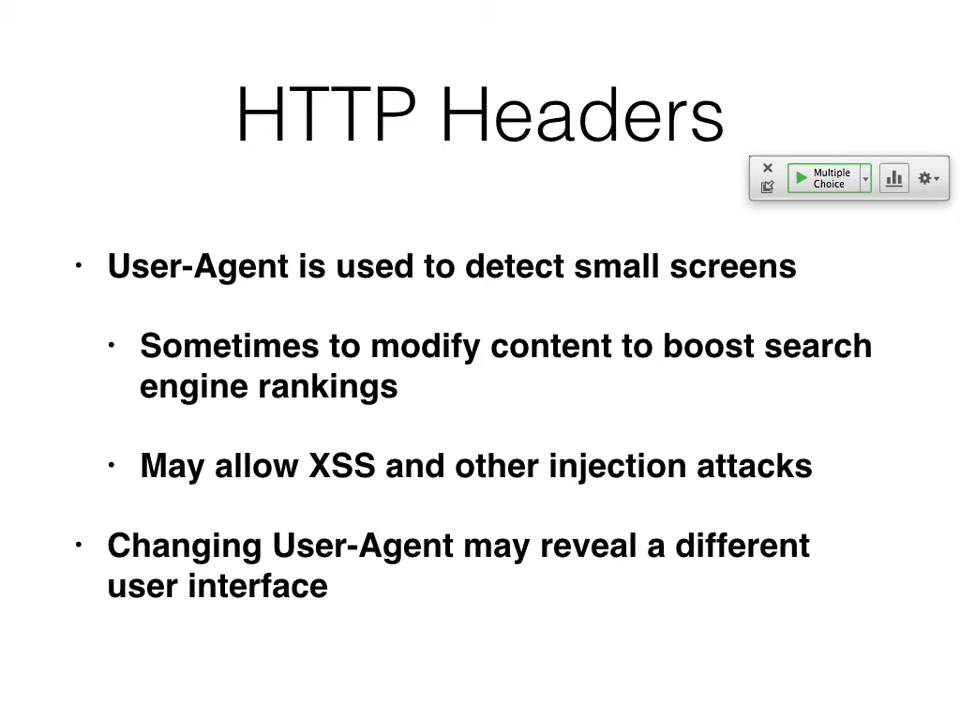 HTTP Headers
Multiple
Choice
• User-Agent is used to detect small screens
• Sometimes to modify content to boost search
engine rankings
• May allow XSS and other injection attacks
• Changing User-Agent may reveal a different
user interface